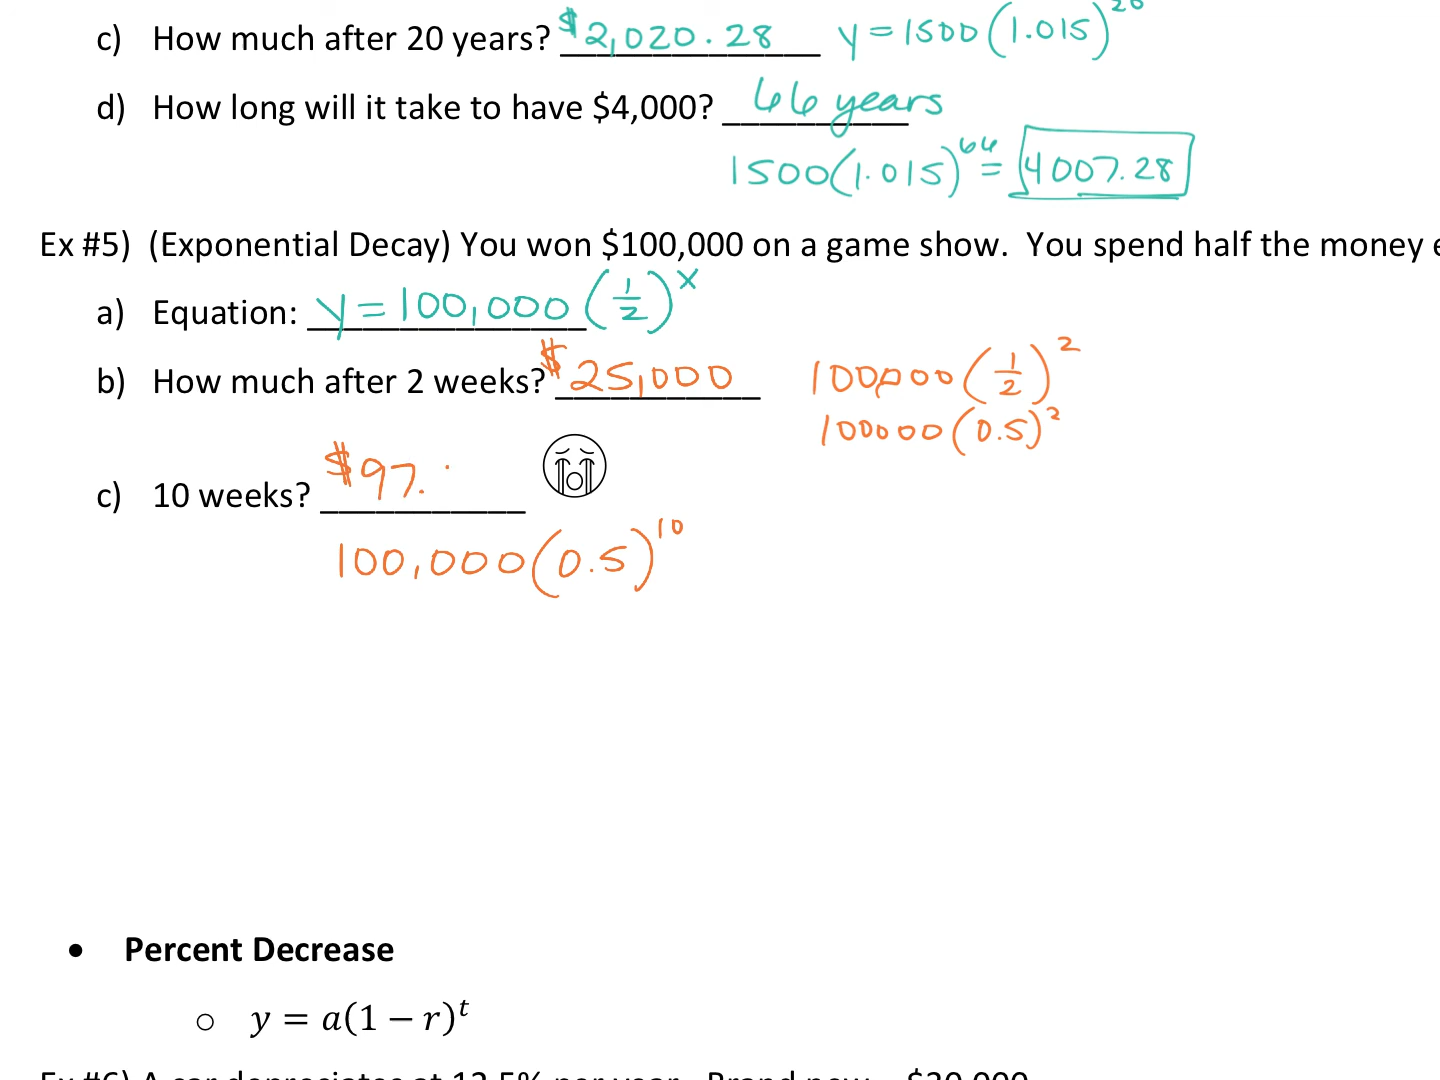 c) How much after 20 years? $2,020.28 y = 1500(1.015)^20
d) How long will it take to have $4,000? 66 years
1500(1.015)^66 = 4007.28
Ex #5) (Exponential Decay) You won $100,000 on a game show. You spend half the money
a) Equation: y = 100,000(1/2)^x
b) How much after 2 weeks? $25,000 100,000(1/2)^2
100000(0.5)^2
c) 10 weeks? $97.
100,000(0.5)^10
• Percent Decrease
○ y = a(1 − r)^t